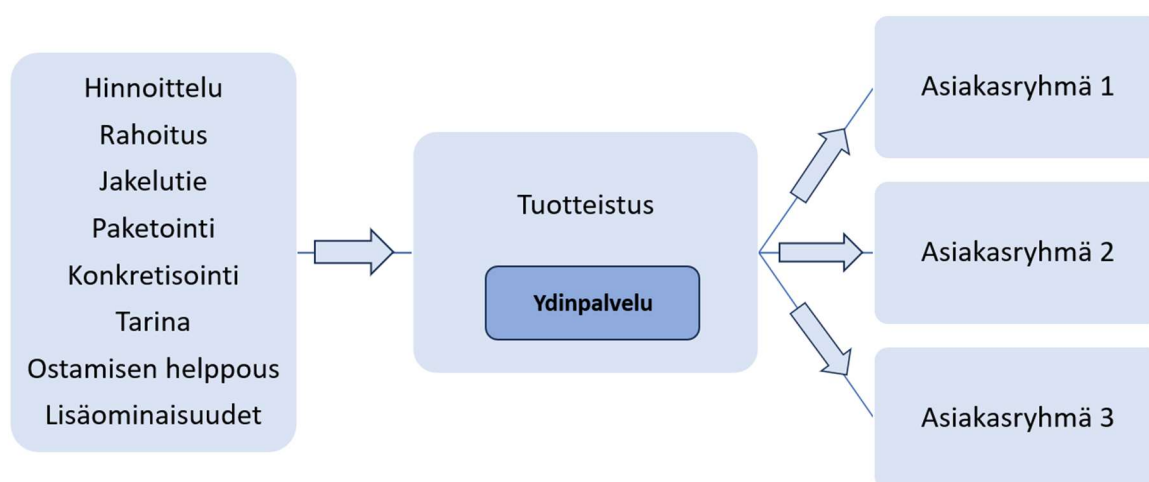 Hinnoittelu
Rahoitus
Jakelutie
Paketointi
Konkretisointi
Tarina
Ostamisen helppous
Lisäominaisuudet
Tuotteistus
Ydinpalvelu
Asiakasryhmä 1
Asiakasryhmä 2
Asiakasryhmä 3